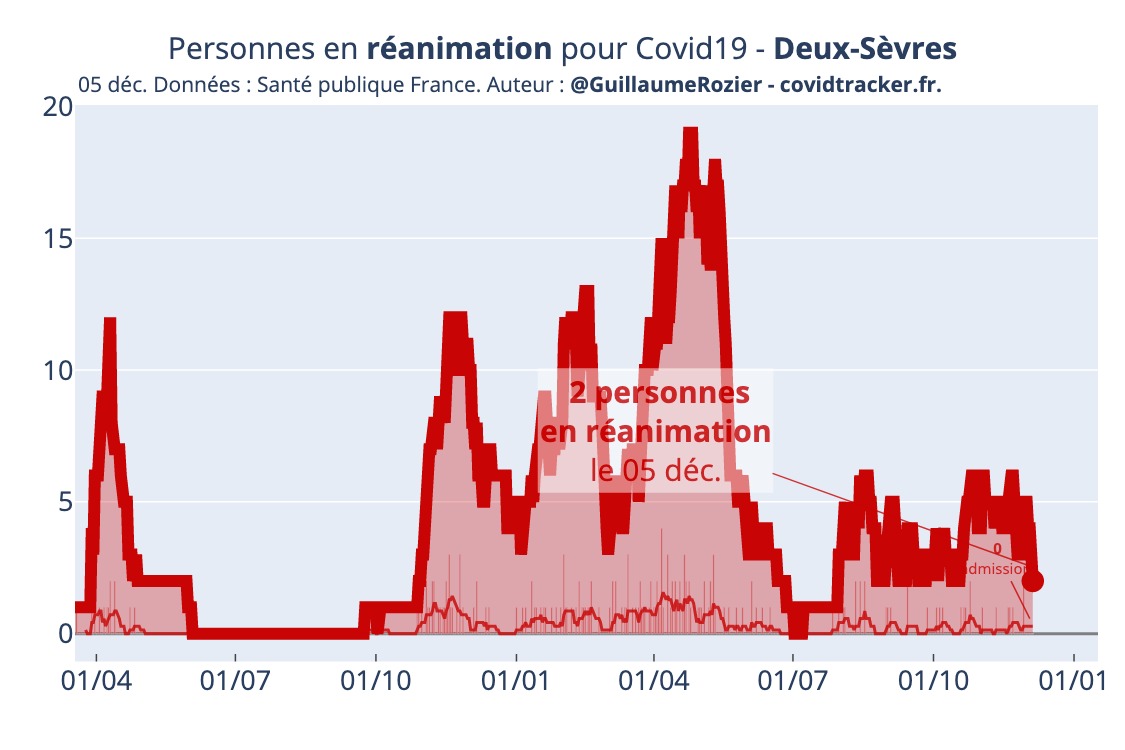 Personnes en réanimation pour Covid19 - Deux-Sèvres
05 déc. Données : Santé publique France. Auteur : @GuillaumeRozier - covidtracker.fr.
20
15
10
5
0
2 personnes
en réanimation
le 05 déc.
0
admission
01/04
01/07
01/10
01/01
01/04
01/07
01/10
01/01